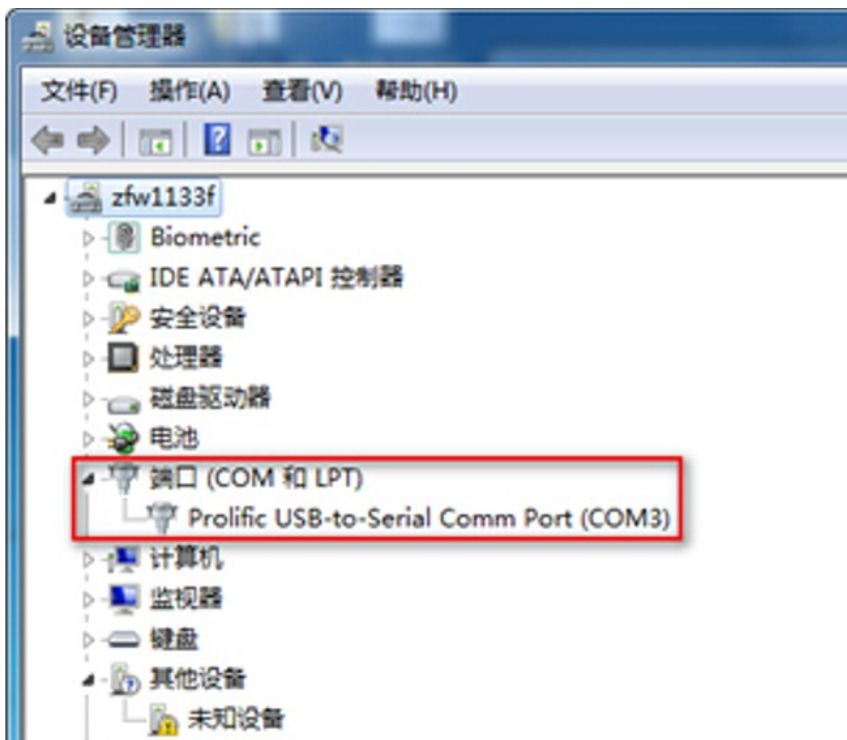 设备管理器
文件(F) 操作(A) 查看(V) 帮助(H)
zfw1133f
Biometric
IDE ATA/ATAPI 控制器
安全设备
处理器
磁盘驱动器
电池
端口 (COM 和 LPT)
Prolific USB-to-Serial Comm Port (COM3)
计算机
监视器
键盘
其他设备
未知设备